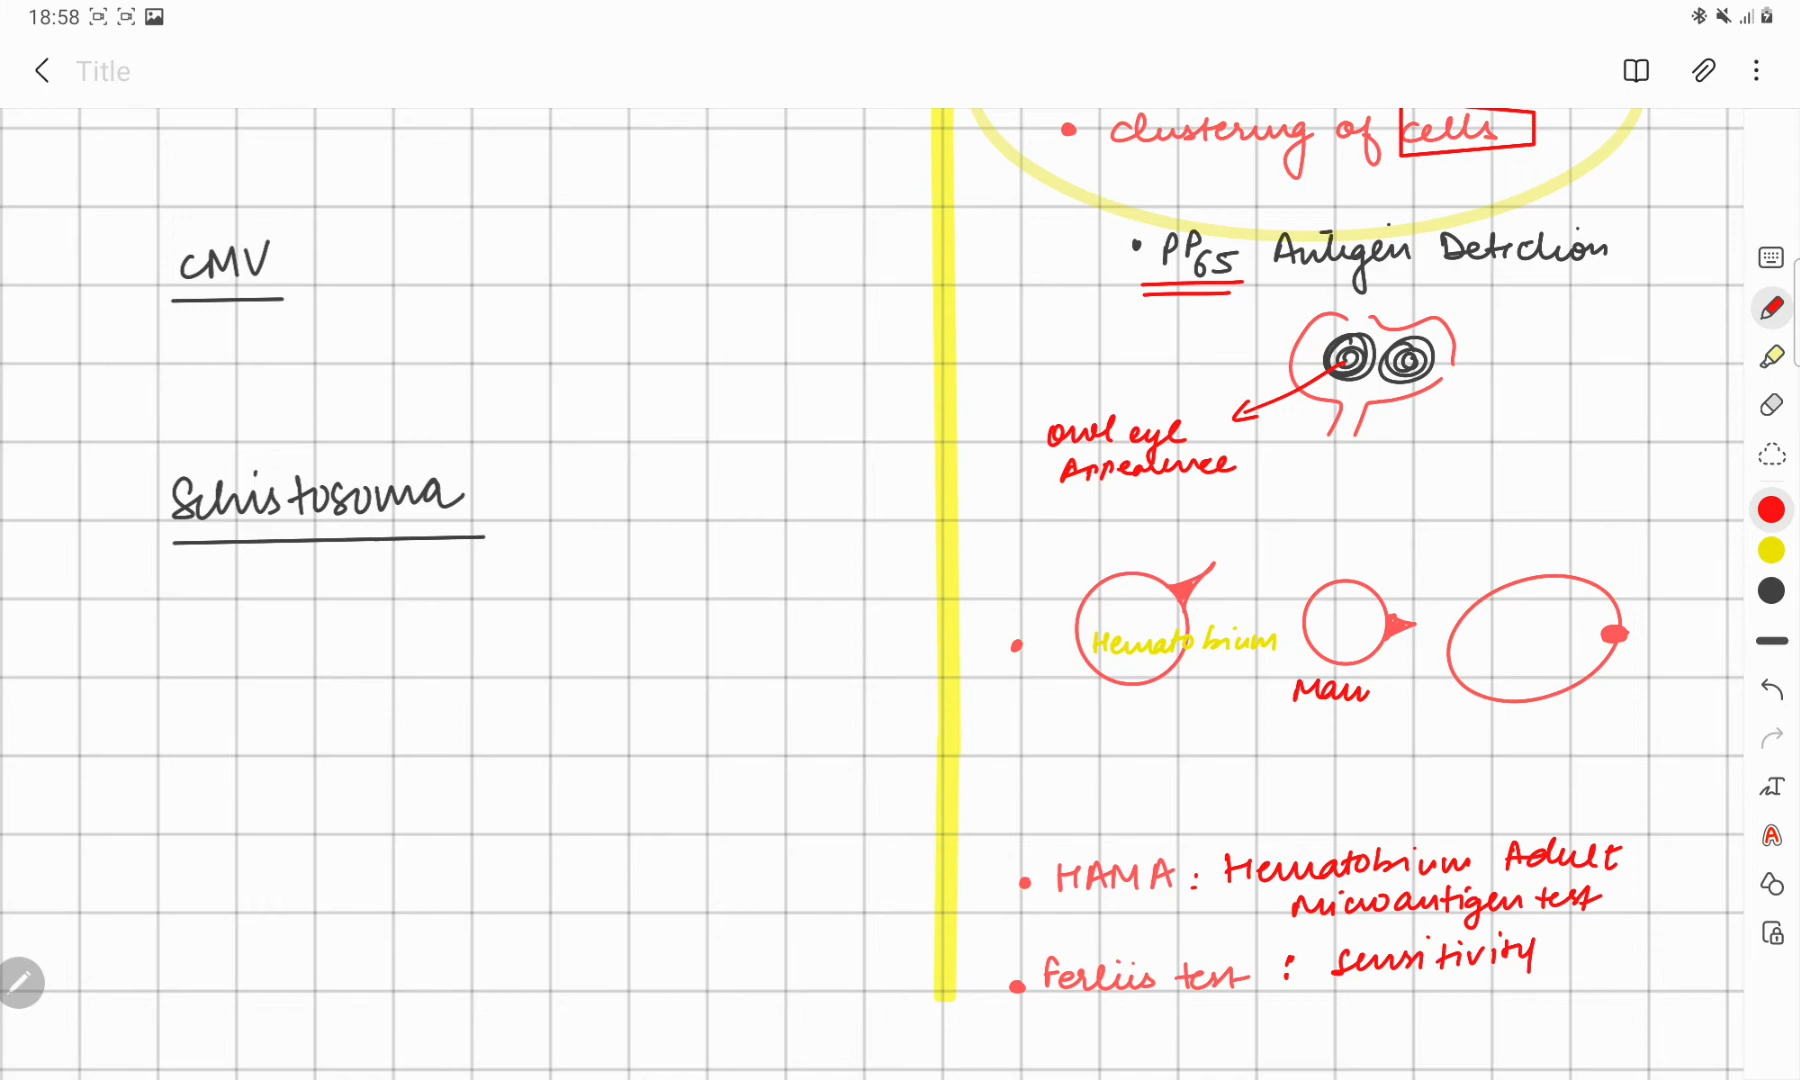 18:58
Title
• clustering of cells
CMV
• PP65 Antigen Detection
Owl eye
Appearance
Schistosoma
• Hematobium
Man
• HAMA : Hematobium Adult
microantigen test
• Ferliis test : sensitivity